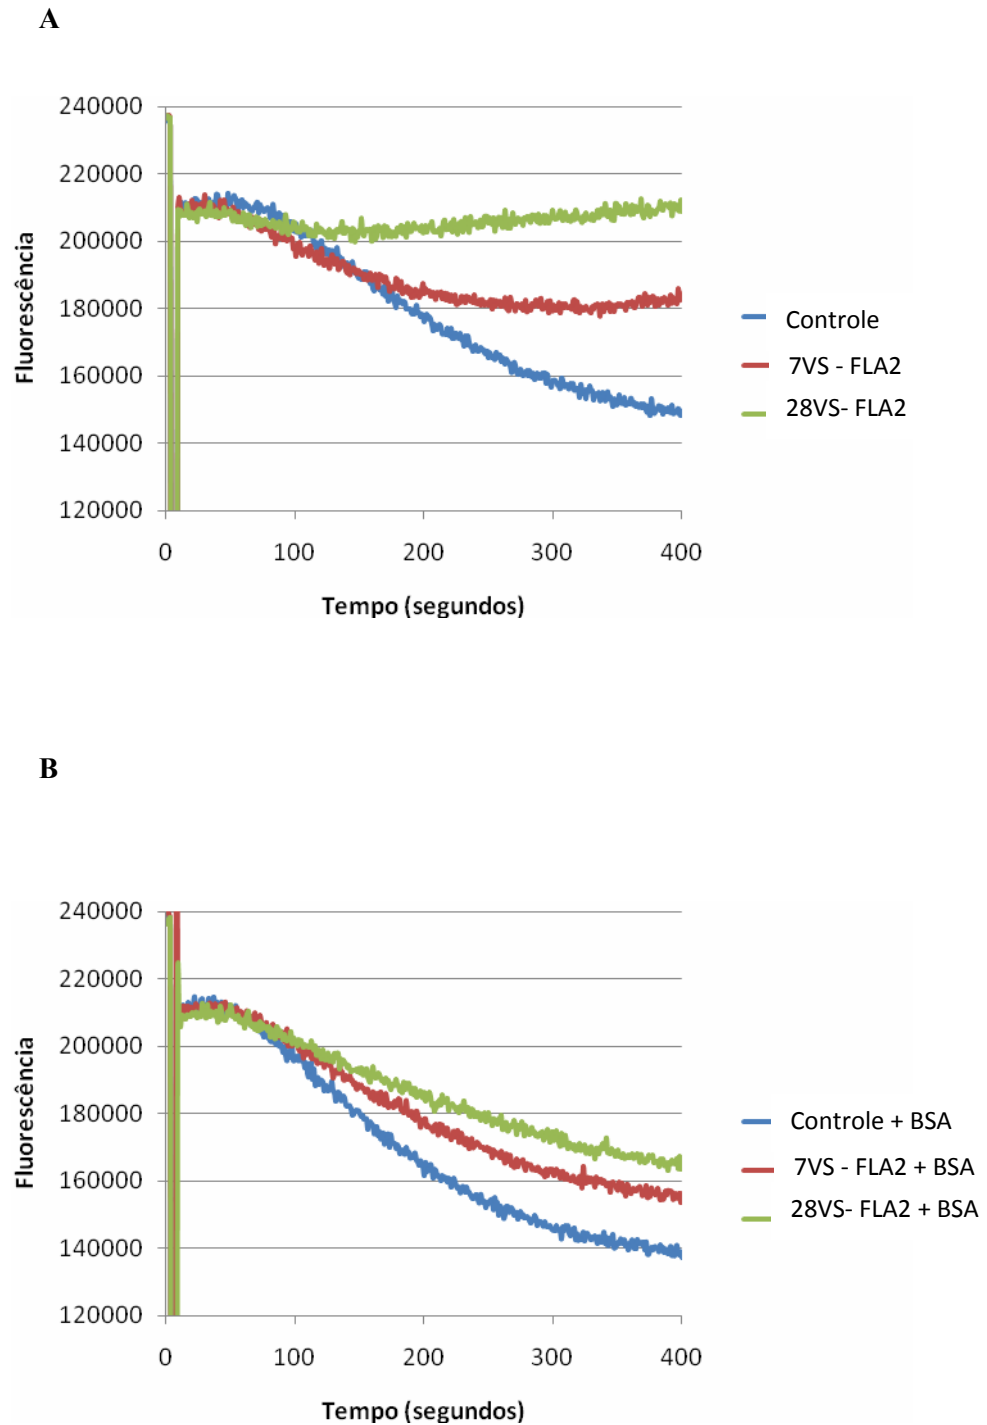 A
240000
220000
200000
180000
160000
140000
120000
Fluorescência
0 100 200 300 400
Tempo (segundos)
Controle
7VS - FLA2
28VS- FLA2
B
240000
220000
200000
180000
160000
140000
120000
Fluorescência
0 100 200 300 400
Tempo (segundos)
Controle + BSA
7VS - FLA2 + BSA
28VS- FLA2 + BSA